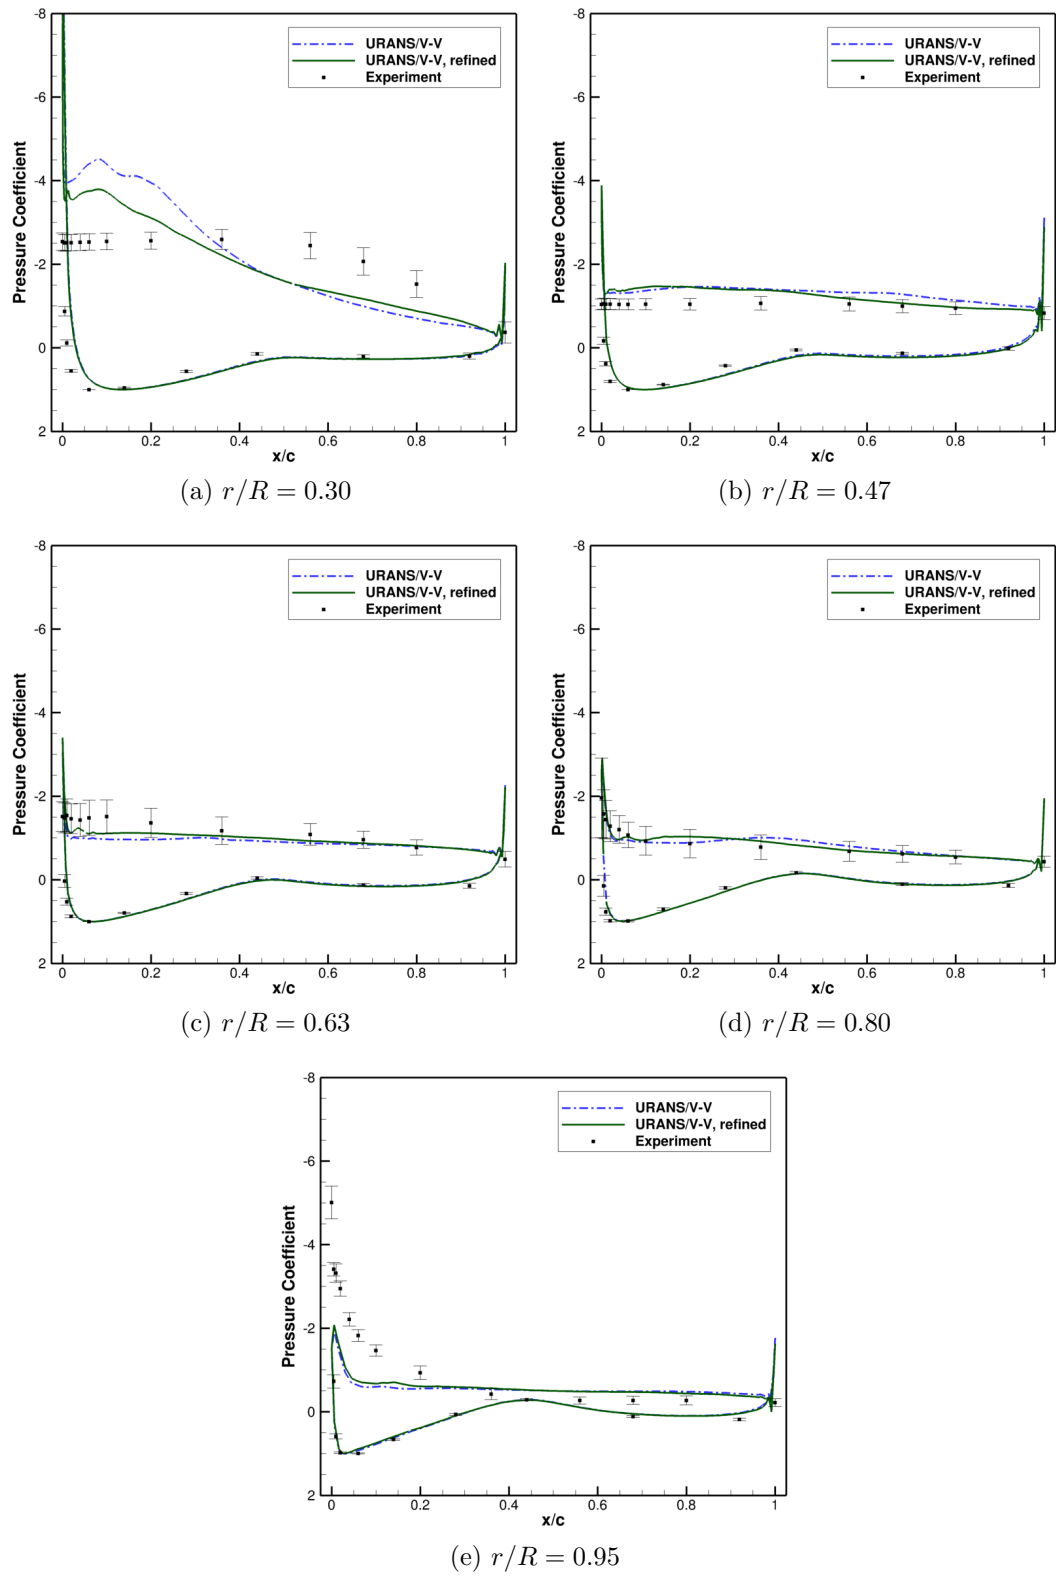 -8
-6
-4
-2
0
2
Pressure Coefficient
URANS/V-V
URANS/V-V, refined
Experiment
0
0.2
0.4
0.6
0.8
1
x/c
(a) r/R = 0.30
-8
-6
-4
-2
0
2
Pressure Coefficient
URANS/V-V
URANS/V-V, refined
Experiment
0
0.2
0.4
0.6
0.8
1
x/c
(b) r/R = 0.47
-8
-6
-4
-2
0
2
Pressure Coefficient
URANS/V-V
URANS/V-V, refined
Experiment
0
0.2
0.4
0.6
0.8
1
x/c
(c) r/R = 0.63
-8
-6
-4
-2
0
2
Pressure Coefficient
URANS/V-V
URANS/V-V, refined
Experiment
0
0.2
0.4
0.6
0.8
1
x/c
(d) r/R = 0.80
-8
-6
-4
-2
0
2
Pressure Coefficient
URANS/V-V
URANS/V-V, refined
Experiment
0
0.2
0.4
0.6
0.8
1
x/c
(e) r/R = 0.95